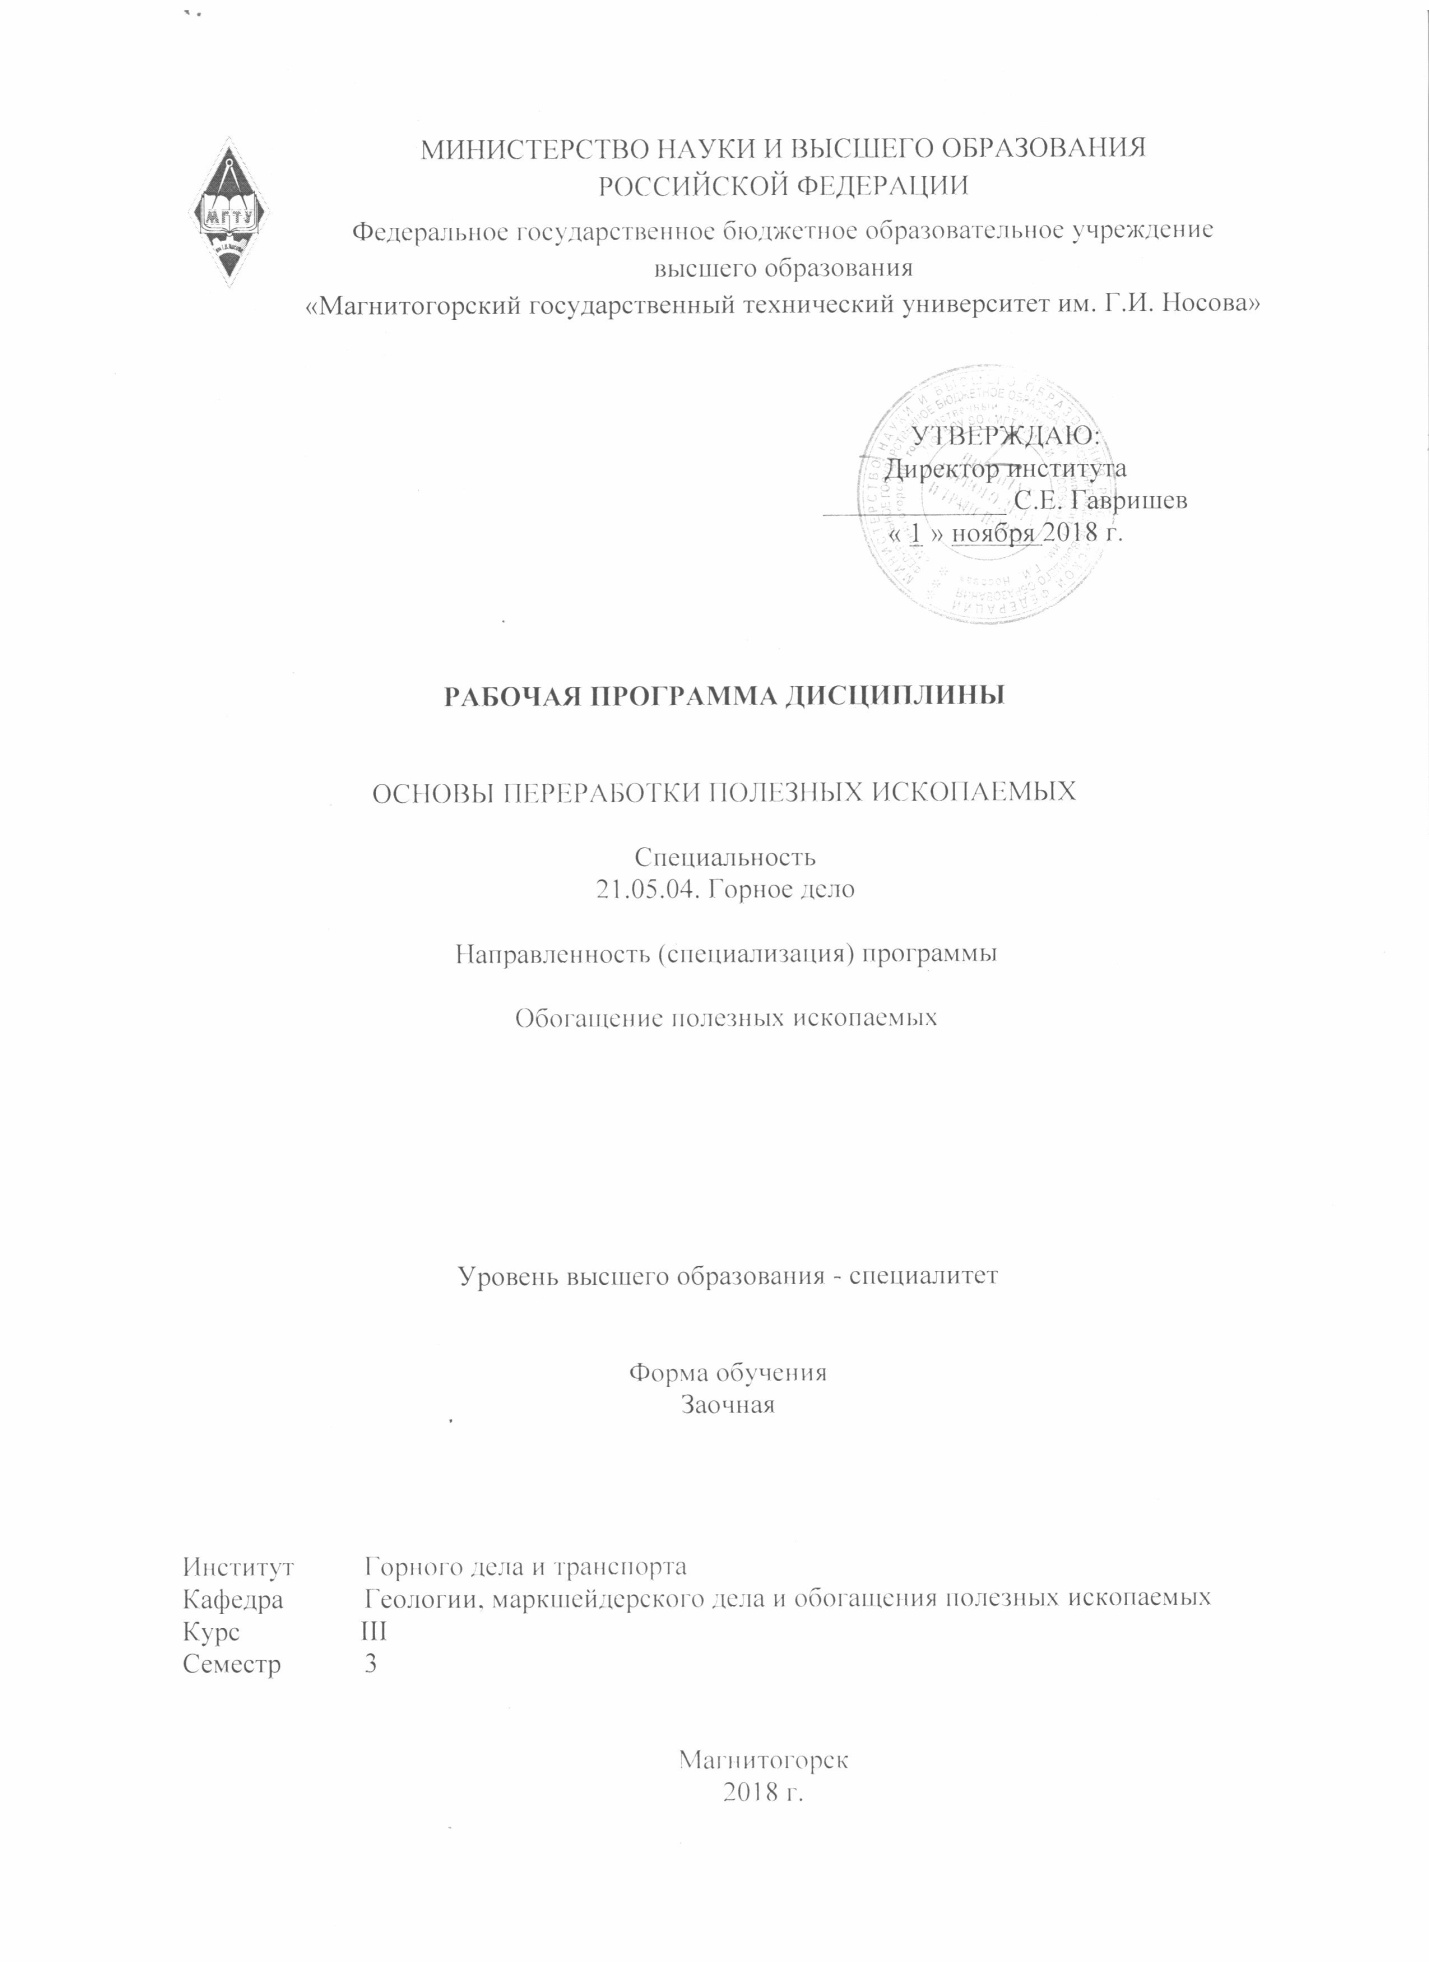 МИНИСТЕРСТВО НАУКИ И ВЫСШЕГО ОБРАЗОВАНИЯ
РОССИЙСКОЙ ФЕДЕРАЦИИ
Федеральное государственное бюджетное образовательное учреждение
высшего образования
«Магнитогорский государственный технический университет им. Г.И. Носова»
МГТУ
УТВЕРЖДАЮ:
Директор института
С.Е. Гавришев
« 1 » ноября 2018 г.
РАБОЧАЯ ПРОГРАММА ДИСЦИПЛИНЫ
ОСНОВЫ ПЕРЕРАБОТКИ ПОЛЕЗНЫХ ИСКОПАЕМЫХ
Специальность
21.05.04. Горное дело
Направленность (специализация) программы
Обогащение полезных ископаемых
Уровень высшего образования - специалитет
Форма обучения
Заочная
Институт Горного дела и транспорта
Кафедра Геологии, маркшейдерского дела и обогащения полезных ископаемых
Курс III
Семестр 3
Магнитогорск
2018 г.